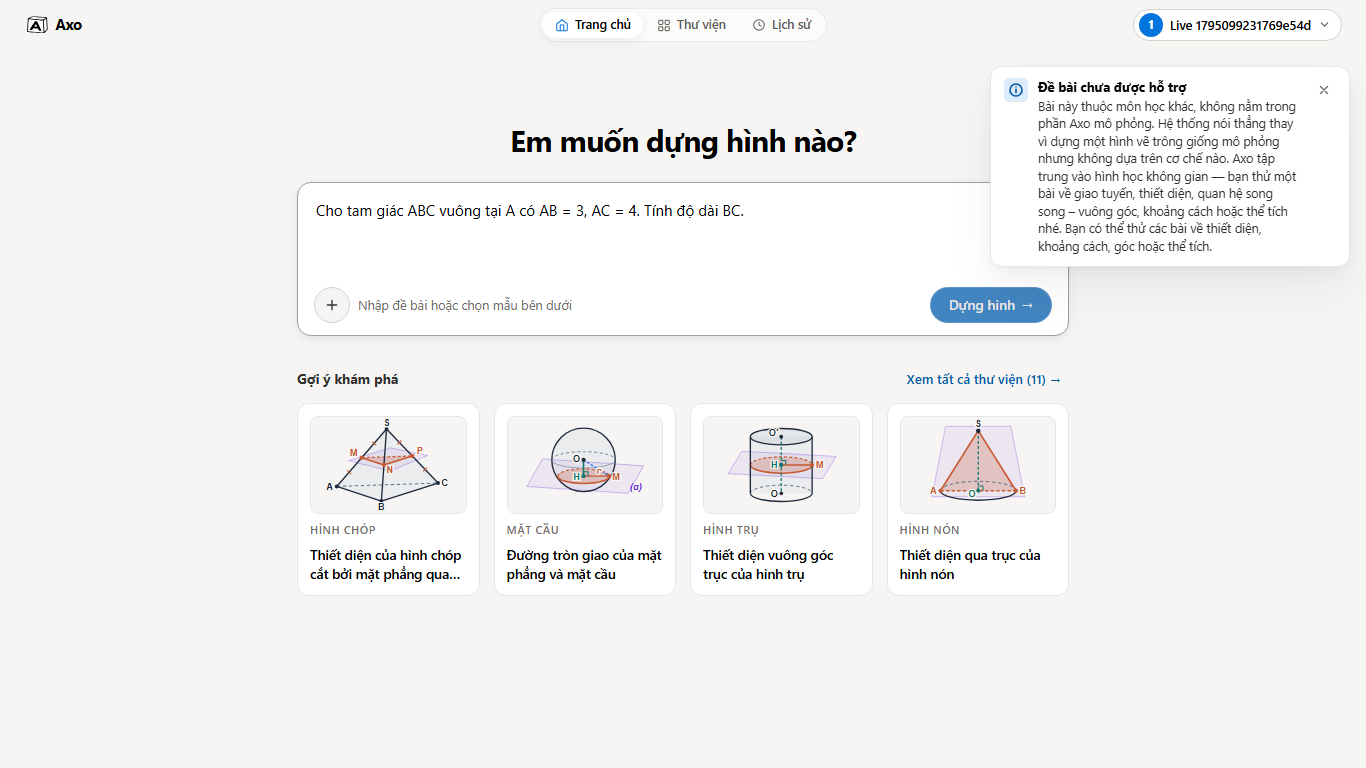 Axo
Trang chủ
Thư viện
Lịch sử
1
Live 1795099231769e54d
Đề bài chưa được hỗ trợ
Bài này thuộc môn học khác, không nằm trong
phần Axo mô phỏng. Hệ thống nói thẳng thay
vì dựng một hình vẽ trông giống mô phỏng
nhưng không dựa trên cơ chế nào. Axo tập
trung vào hình học không gian — bạn thử một
bài về giao tuyến, thiết diện, quan hệ song
song – vuông góc, khoảng cách hoặc thể tích
nhé. Bạn có thể thử các bài về thiết diện,
khoảng cách, góc hoặc thể tích.
Em muốn dựng hình nào?
Cho tam giác ABC vuông tại A có AB = 3, AC = 4. Tính độ dài BC.
Nhập đề bài hoặc chọn mẫu bên dưới
Dựng hình →
Gợi ý khám phá
Xem tất cả thư viện (11) →
S
M
P
N
A
C
B
HÌNH CHÓP
Thiết diện của hình chóp
cắt bởi mặt phẳng qua...
O
r
H
M
(α)
MẶT CẦU
Đường tròn giao của mặt
phẳng và mặt cầu
O'
H
M
O
HÌNH TRỤ
Thiết diện vuông góc
trục của hình trụ
S
A
O
B
HÌNH NÓN
Thiết diện qua trục của
hình nón